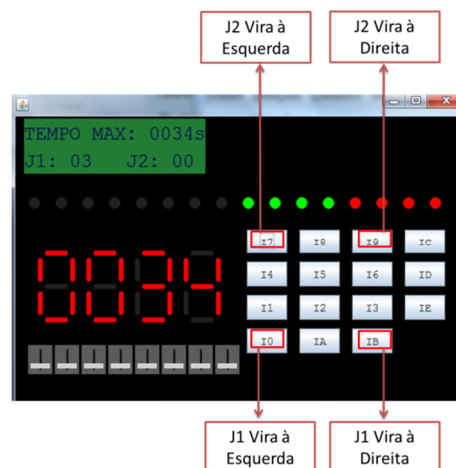 J2 Vira à
Esquerda
J2 Vira à
Direita
TEMPO MAX: 0034s
J1: 03 J2: 00
0034
I7 I8 I9 IC
I4 I5 I6 ID
I1 I2 I3 IE
I0 IA IB
J1 Vira à
Esquerda
J1 Vira à
Direita